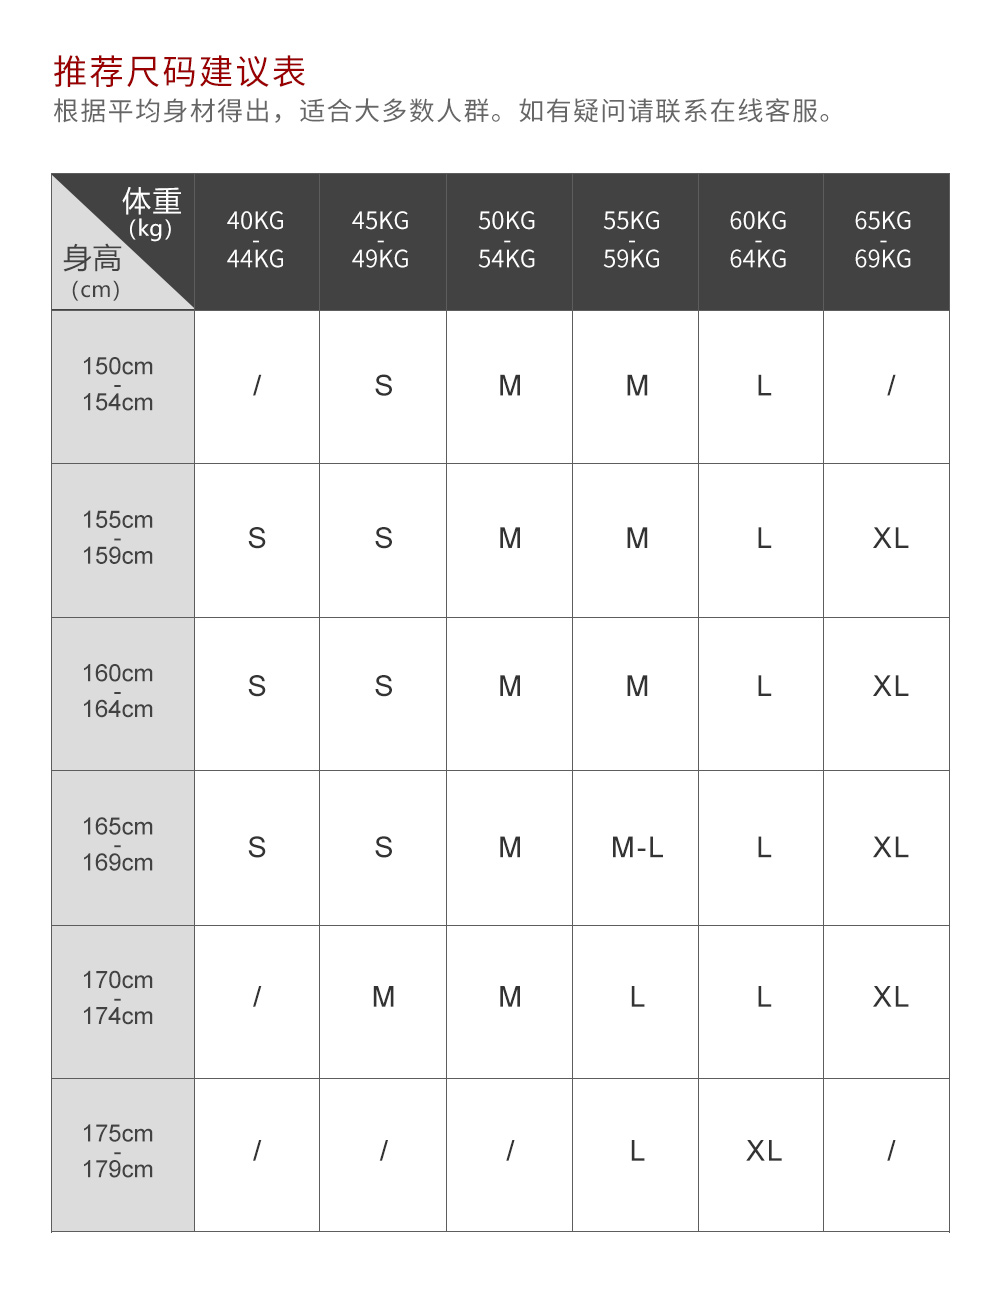 推荐尺码建议表
根据平均身材得出，适合大多数人群。如有疑问请联系在线客服。
体重
(kg)
身高
(cm)
40KG
-
44KG
45KG
-
49KG
50KG
-
54KG
55KG
-
59KG
60KG
-
64KG
65KG
-
69KG
150cm
-
154cm
/ S M M L /
155cm
-
159cm
S S M M L XL
160cm
-
164cm
S S M M L XL
165cm
-
169cm
S S M M-L L XL
170cm
-
174cm
/ M M L L XL
175cm
-
179cm
/ / / L XL /